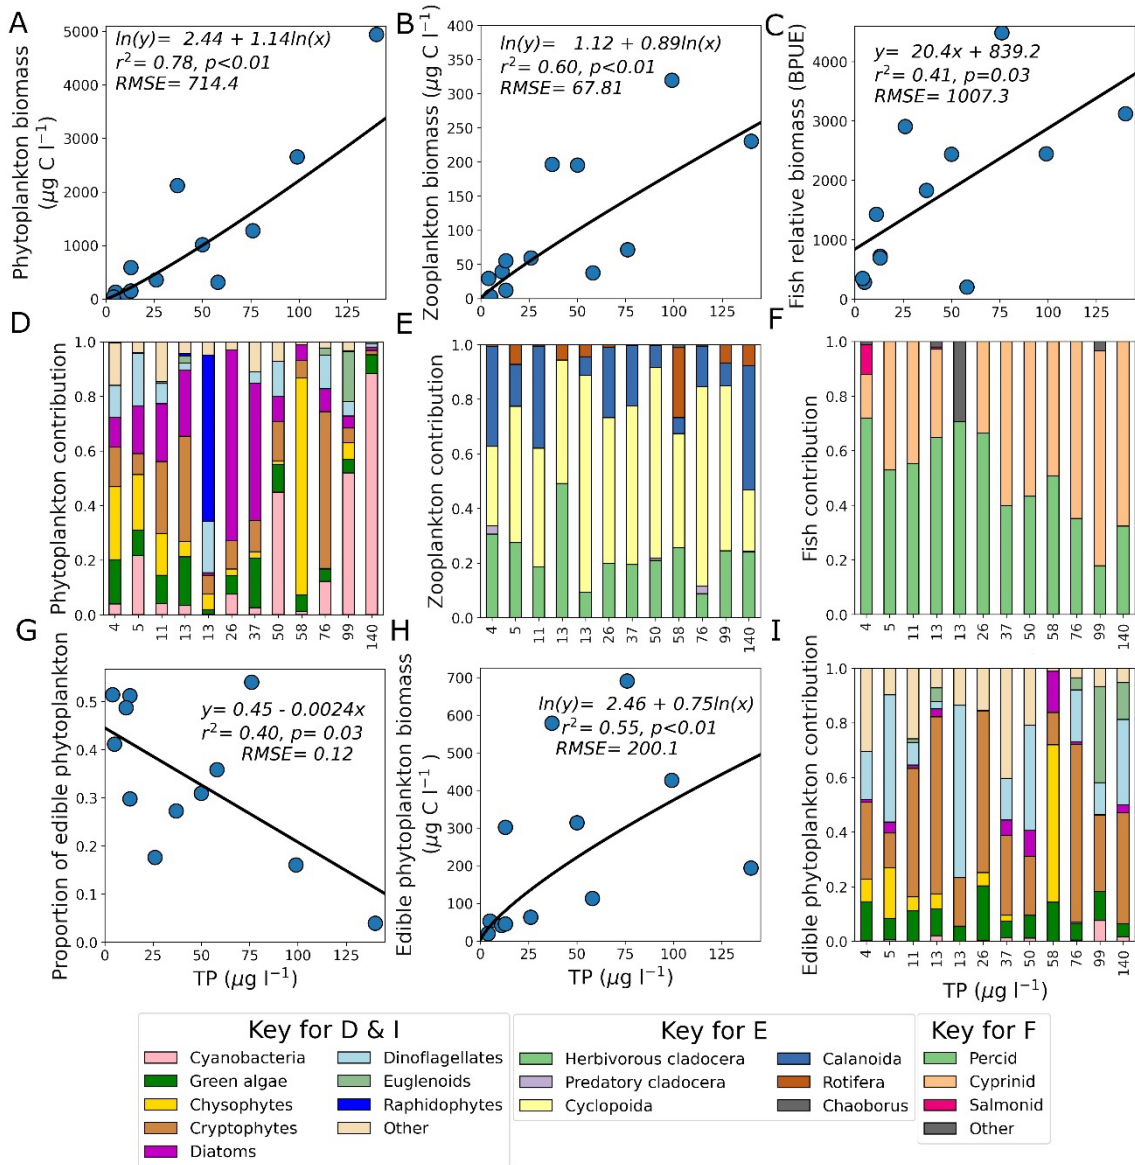 A
ln(y)= 2.44 + 1.14ln(x)
r²= 0.78, p<0.01
RMSE= 714.4
Phytoplankton biomass
(μg C l⁻¹)
5000
4000
3000
2000
1000
0
0 25 50 75 100 125
B
ln(y)= 1.12 + 0.89ln(x)
r²= 0.60, p<0.01
RMSE= 67.81
Zooplankton biomass (μg C l⁻¹)
400
350
300
250
200
150
100
50
0
0 25 50 75 100 125
C
y= 20.4x + 839.2
r²= 0.41, p=0.03
RMSE= 1007.3
Fish relative biomass (BPUE)
4000
3000
2000
1000
0
0 25 50 75 100 125
D
Phytoplankton contribution
1.0
0.8
0.6
0.4
0.2
0.0
4 5 11 13 13 26 37 50 58 76 99 140
E
Zooplankton contribution
1.0
0.8
0.6
0.4
0.2
0.0
4 5 11 13 13 26 37 50 58 76 99 140
F
Fish contribution
1.0
0.8
0.6
0.4
0.2
0.0
4 5 11 13 13 26 37 50 58 76 99 140
G
y= 0.45 - 0.0024x
r²= 0.40, p= 0.03
RMSE= 0.12
Proportion of edible phytoplankton
0.5
0.4
0.3
0.2
0.1
0.0
0 25 50 75 100 125
TP (μg l⁻¹)
H
ln(y)= 2.46 + 0.75ln(x)
r²= 0.55, p<0.01
RMSE= 200.1
Edible phytoplankton biomass
(μg C l⁻¹)
700
600
500
400
300
200
100
0
0 25 50 75 100 125
TP (μg l⁻¹)
I
Edible phytoplankton contribution
1.0
0.8
0.6
0.4
0.2
0.0
4 5 11 13 13 26 37 50 58 76 99 140
TP (μg l⁻¹)
Key for D & I
Cyanobacteria
Green algae
Chysophytes
Cryptophytes
Diatoms
Dinoflagellates
Euglenoids
Raphidophytes
Other
Key for E
Herbivorous cladocera
Predatory cladocera
Cyclopoida
Calanoida
Rotifera
Chaoborus
Key for F
Percid
Cyprinid
Salmonid
Other